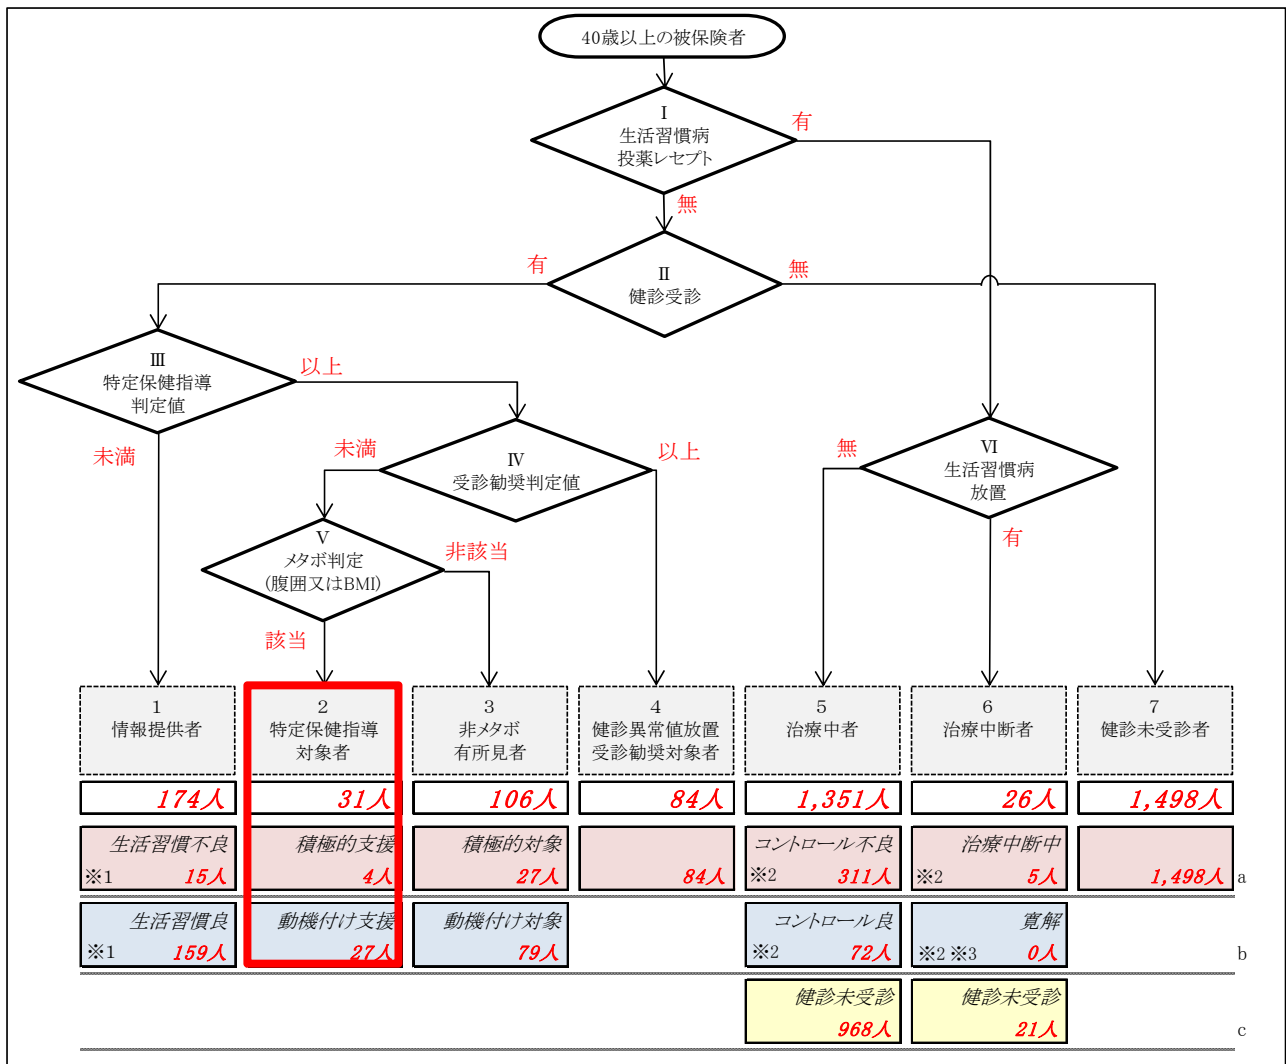 40歳以上の被保険者
Ⅰ
生活習慣病
投薬レセプト
有
無
Ⅱ
健診受診
有
無
Ⅲ
特定保健指導
判定値
以上
未満
Ⅳ
受診勧奨判定値
未満
以上
Ⅵ
生活習慣病
放置
無
有
Ⅴ
メタボ判定
(腹囲又はBMI)
非該当
該当
1
情報提供者
2
特定保健指導
対象者
3
非メタボ
有所見者
4
健診異常値放置
受診勧奨対象者
5
治療中者
6
治療中断者
7
健診未受診者
174人
31人
106人
84人
1,351人
26人
1,498人
生活習慣不良
※1 15人
積極的支援
4人
積極的対象
27人
84人
コントロール不良
※2 311人
治療中断中
※2 5人
1,498人
a
生活習慣良
※1 159人
動機付け支援
27人
動機付け対象
79人
コントロール良
※2 72人
寛解
※2 ※3 0人
b
健診未受診
968人
健診未受診
21人
c